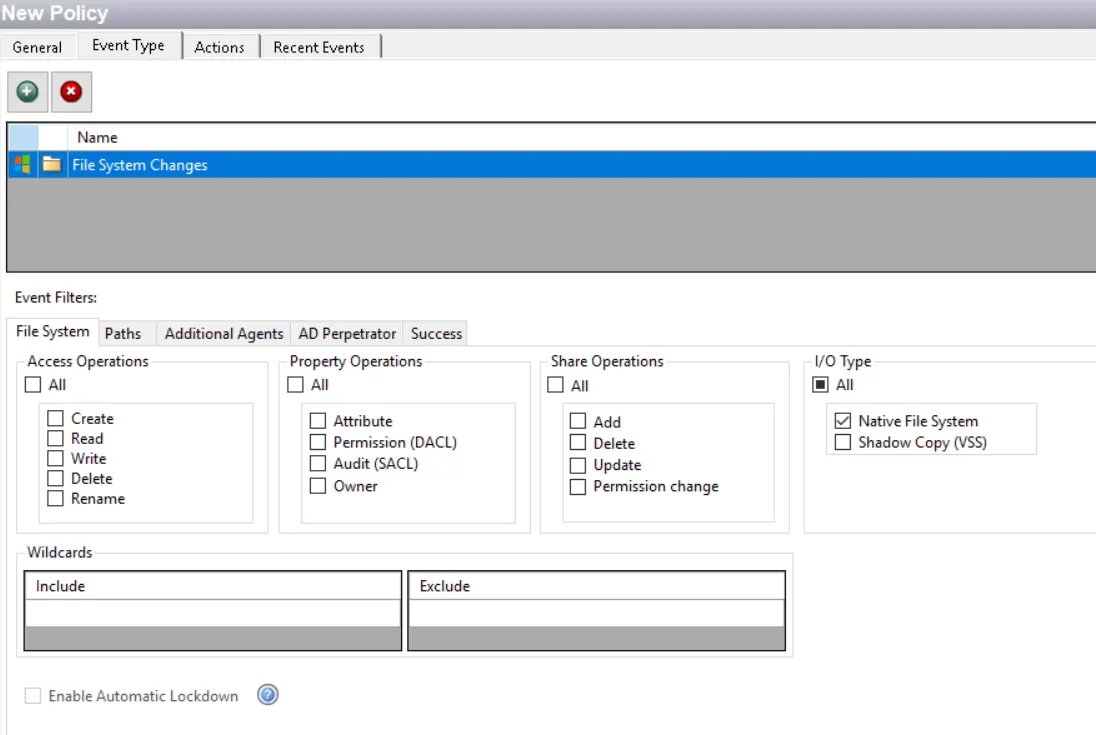 New Policy
General Event Type Actions Recent Events
Name
File System Changes
Event Filters:
File System Paths Additional Agents AD Perpetrator Success
Access Operations
All
Create
Read
Write
Delete
Rename
Property Operations
All
Attribute
Permission (DACL)
Audit (SACL)
Owner
Share Operations
All
Add
Delete
Update
Permission change
I/O Type
All
Native File System
Shadow Copy (VSS)
Wildcards
Include
Exclude
Enable Automatic Lockdown ?